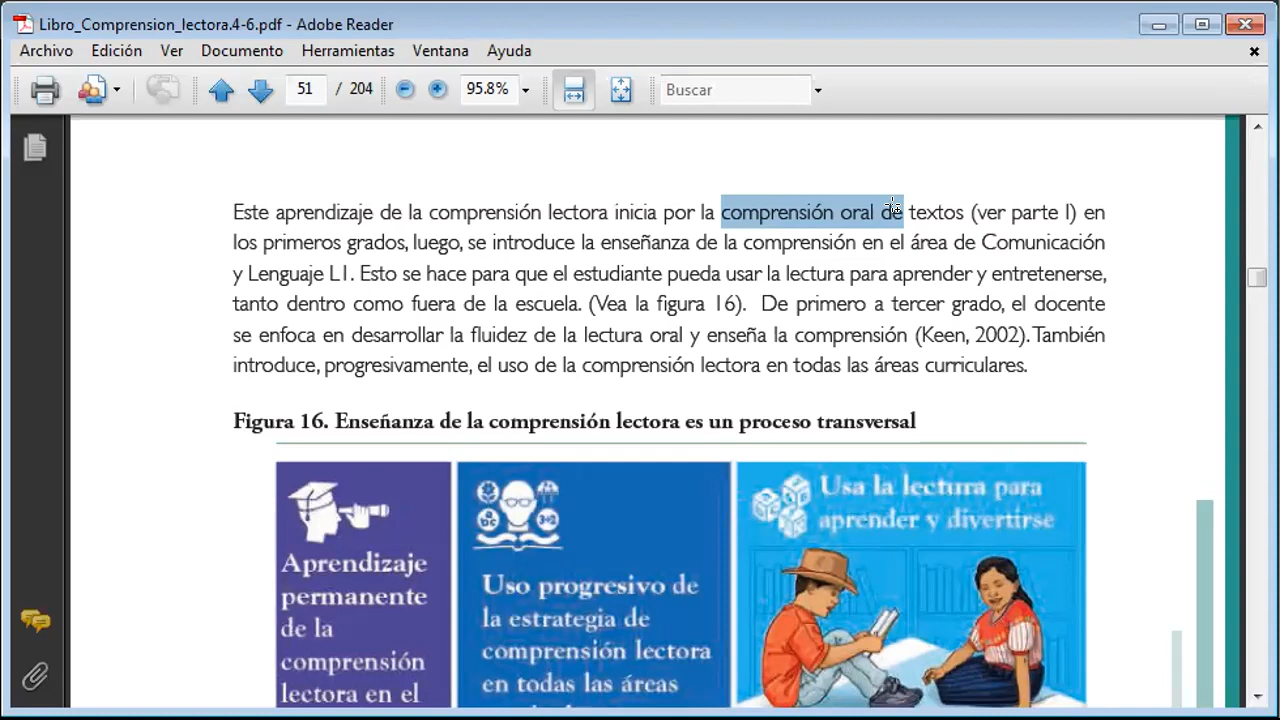 Libro_Comprension_lectora.4-6.pdf - Adobe Reader
Archivo Edición Ver Documento Herramientas Ventana Ayuda
51 / 204 95.8% Buscar
Este aprendizaje de la comprensión lectora inicia por la comprensión oral de textos (ver parte I) en
los primeros grados, luego, se introduce la enseñanza de la comprensión en el área de Comunicación
y Lenguaje L1. Esto se hace para que el estudiante pueda usar la lectura para aprender y entretenerse,
tanto dentro como fuera de la escuela. (Vea la figura 16). De primero a tercer grado, el docente
se enfoca en desarrollar la fluidez de la lectura oral y enseña la comprensión (Keen, 2002). También
introduce, progresivamente, el uso de la comprensión lectora en todas las áreas curriculares.
Figura 16. Enseñanza de la comprensión lectora es un proceso transversal
Aprendizaje
permanente
de la
comprensión
lectora en el
Uso progresivo de
la estrategia de
comprensión lectora
en todas las áreas
Usa la lectura para
aprender y divertirse